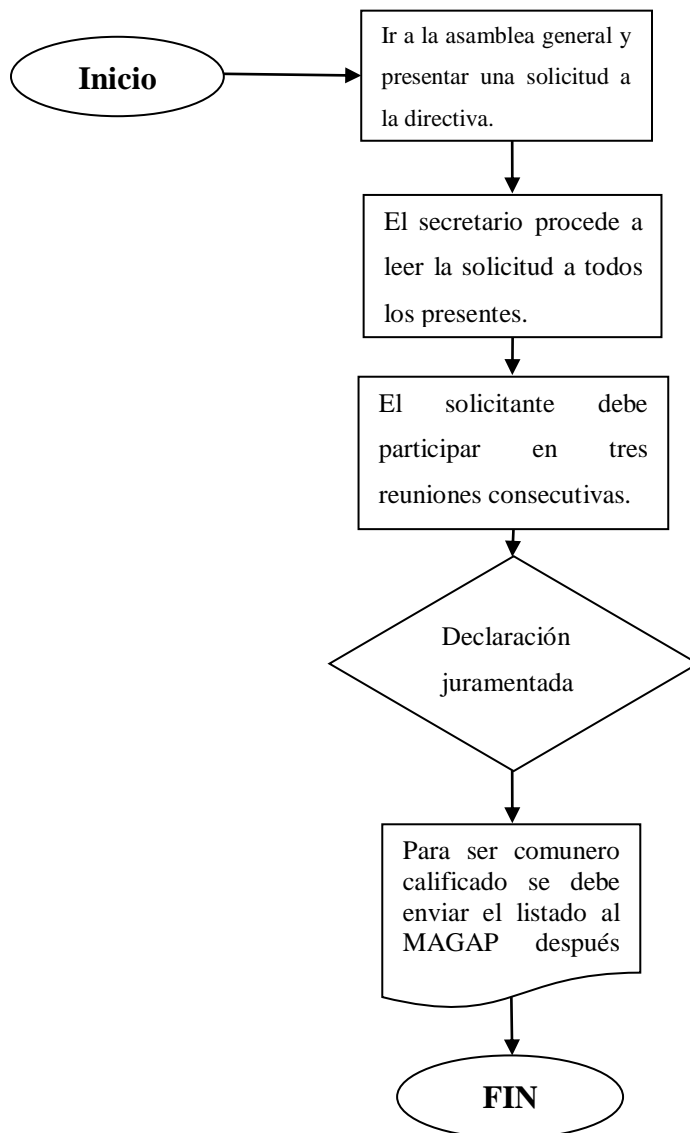 Inicio
Ir a la asamblea general y
presentar una solicitud a
la directiva.
El secretario procede a
leer la solicitud a todos
los presentes.
El solicitante debe
participar en tres
reuniones consecutivas.
Declaración
juramentada
Para ser comunero
calificado se debe
enviar el listado al
MAGAP después
FIN